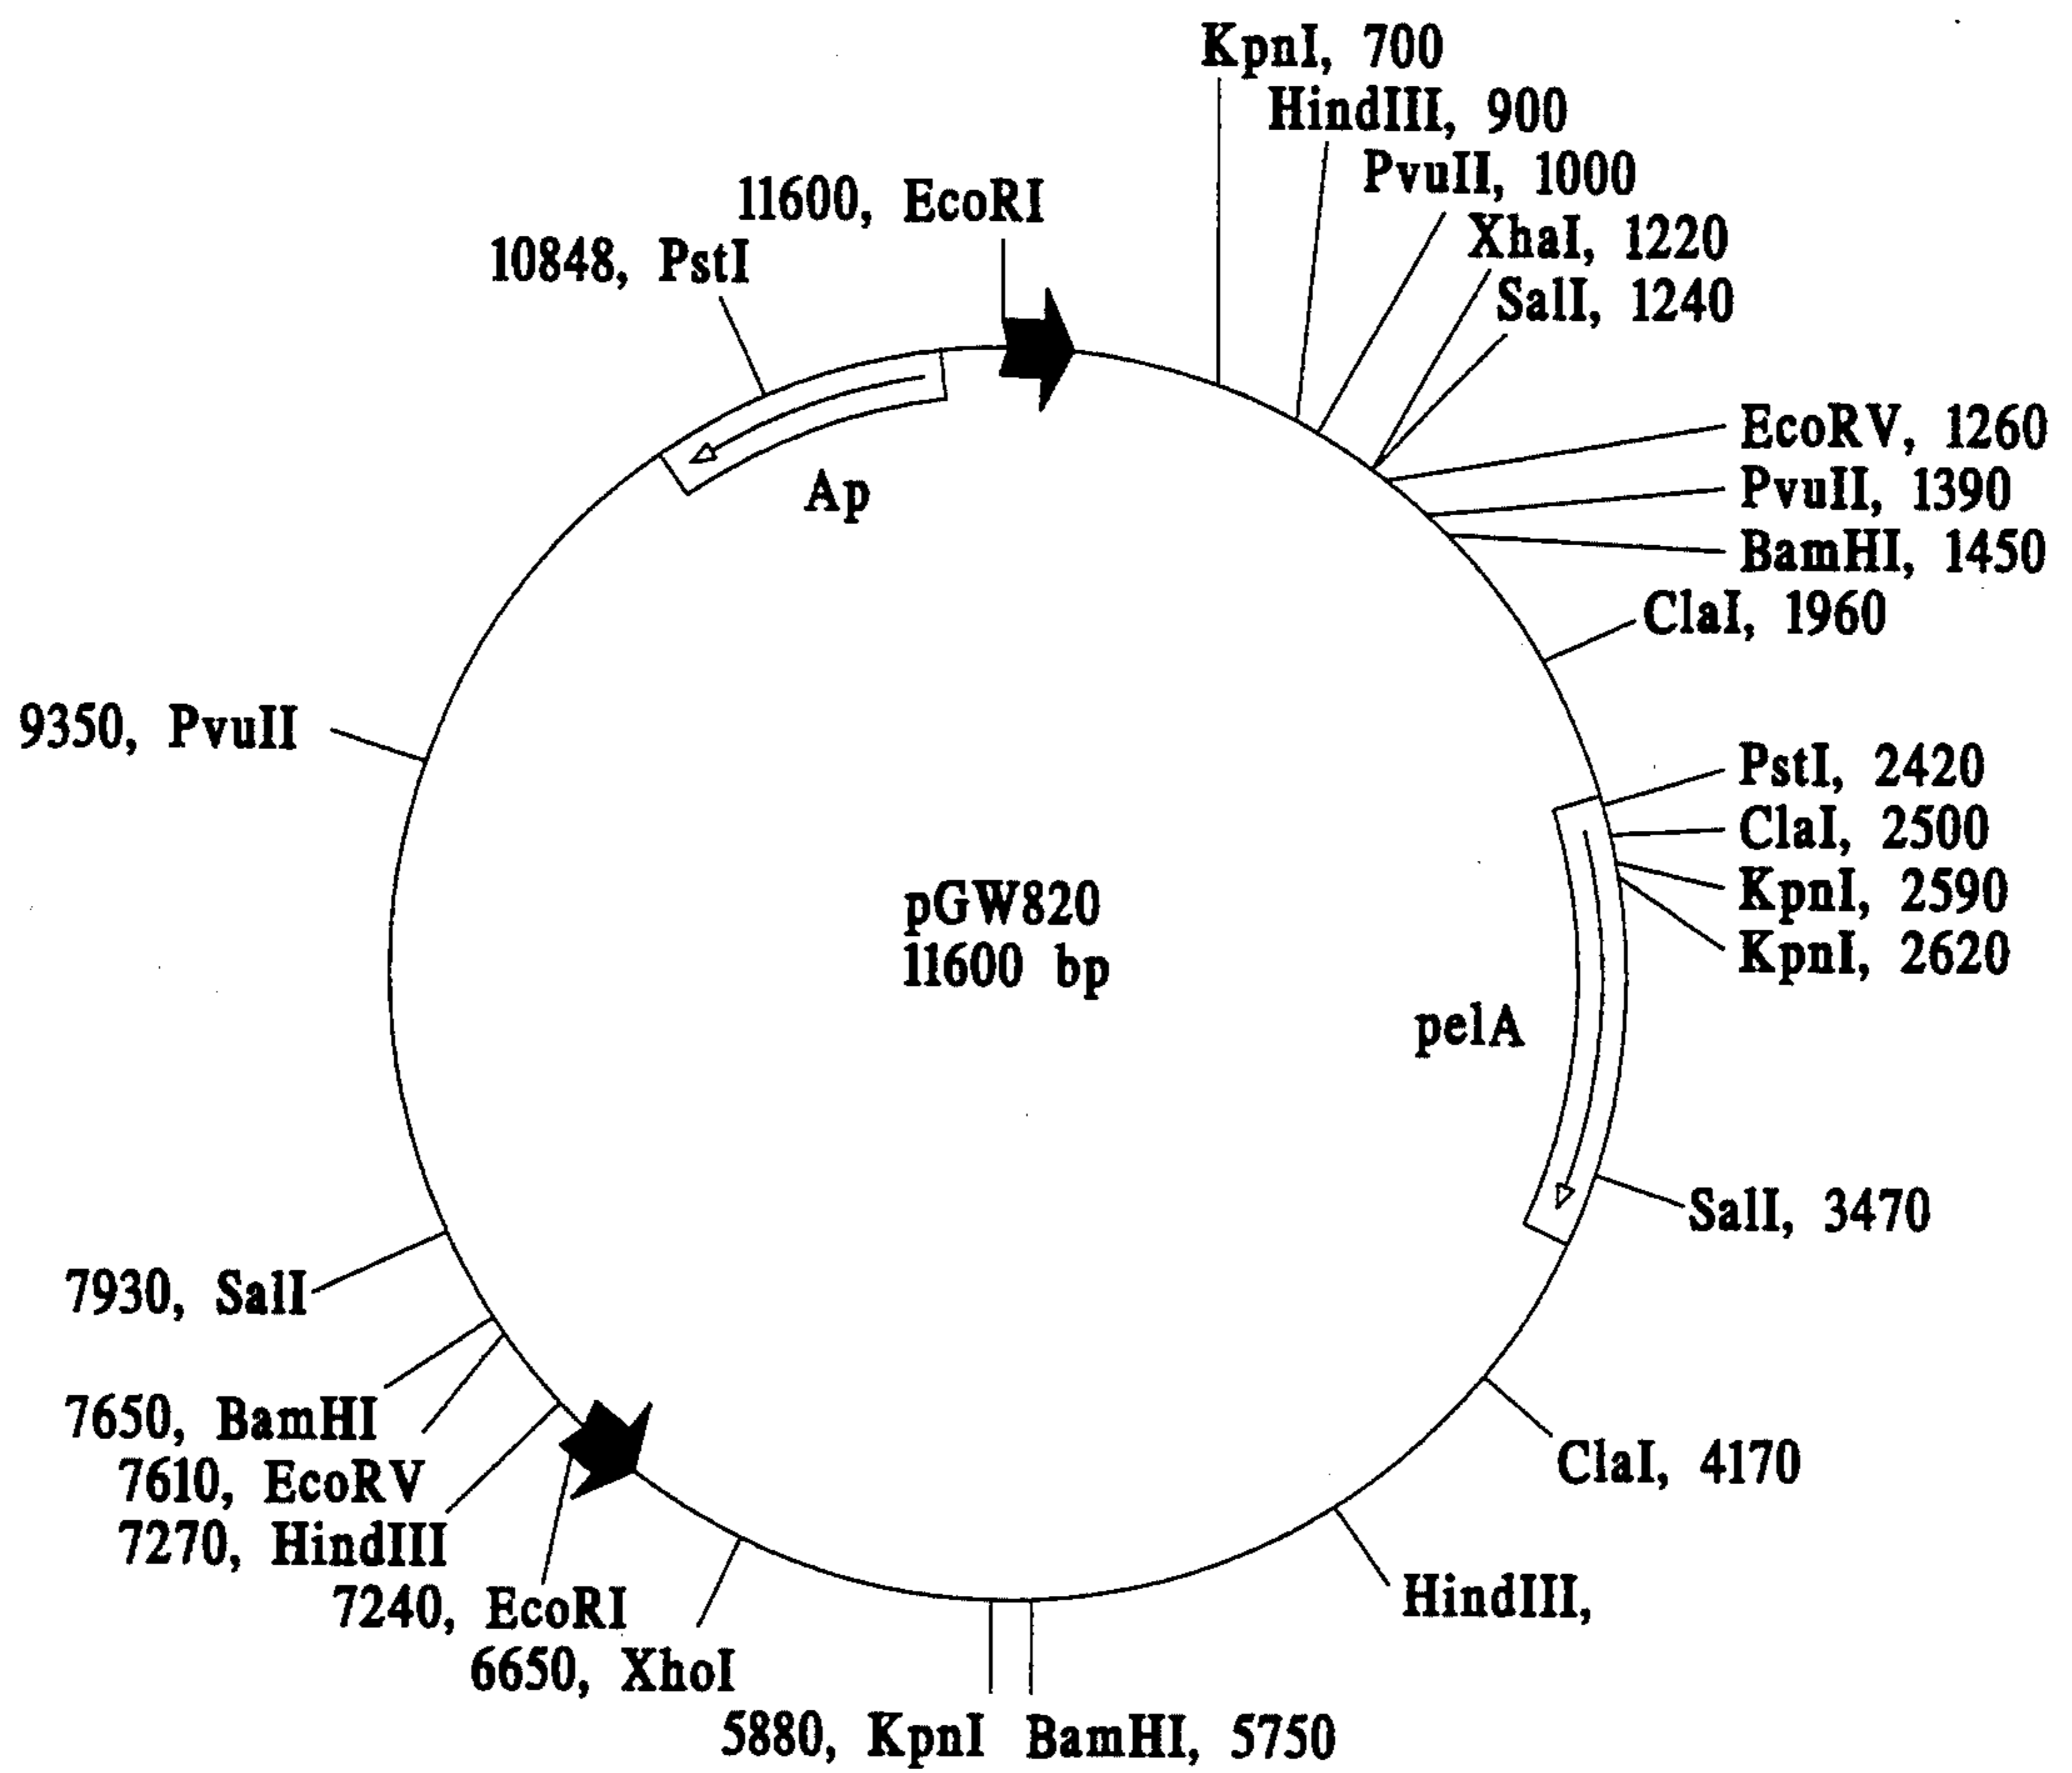 KpnI, 700
HindIII, 900
PvuII, 1000
XhaI, 1220
SalI, 1240
11600, EcoRI
10848, PstI
EcoRV, 1260
PvuII, 1390
BamHI, 1450
ClaI, 1960
Ap
9350, PvuII
PstI, 2420
ClaI, 2500
KpnI, 2590
KpnI, 2620
pGW820
11600 bp
pelA
SalI, 3470
7930, SalI
7650, BamHI
7610, EcoRV
7270, HindIII
7240, EcoRI
6650, XhoI
ClaI, 4170
HindIII,
5880, KpnI
BamHI, 5750